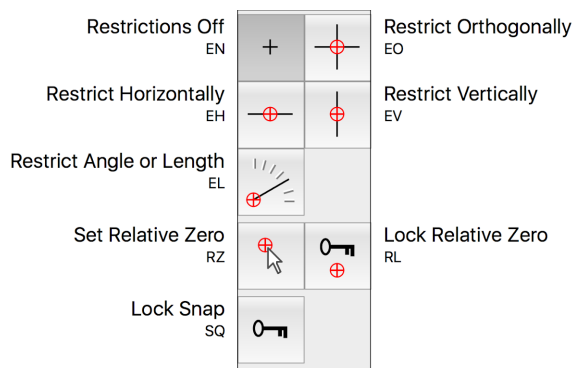 Restrictions Off
EN
Restrict Orthogonally
EO
Restrict Horizontally
EH
Restrict Vertically
EV
Restrict Angle or Length
EL
Set Relative Zero
RZ
Lock Relative Zero
RL
Lock Snap
SQ